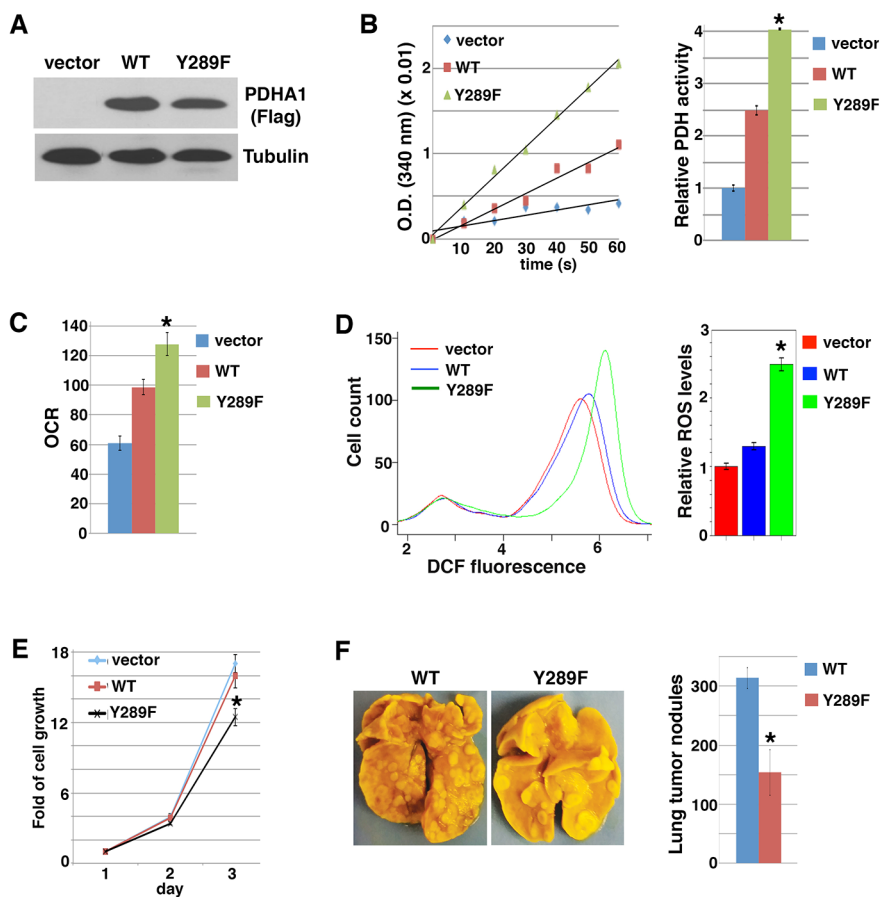 A
vector WT Y289F
PDHA1
(Flag)
Tubulin
B
O.D. (340 nm) (x 0.01)
2
1
0
10 20 30 40 50 60
time (s)
vector
WT
Y289F
Relative PDH activity
4
3
2
1
0
*
vector
WT
Y289F
C
OCR
140
120
100
80
60
40
20
0
*
vector
WT
Y289F
D
Cell count
150
100
50
0
2 4 6
DCF fluorescence
vector
WT
Y289F
Relative ROS levels
3
2
1
0
*
vector
WT
Y289F
E
Fold of cell growth
18
12
6
0
1 2 3
day
vector
WT
Y289F
*
F
WT Y289F
Lung tumor nodules
300
150
0
*
WT
Y289F